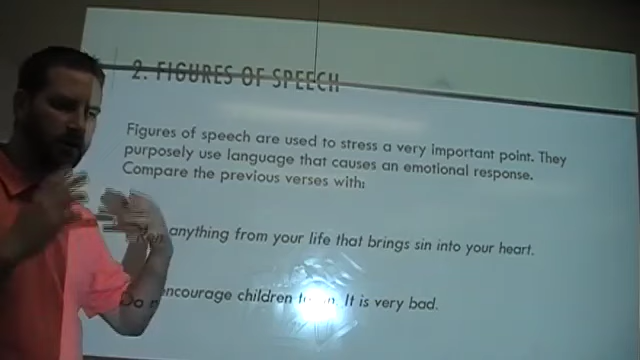 2. FIGURES OF SPEECH
Figures of speech are used to stress a very important point. They
purposely use language that causes an emotional response.
Compare the previous verses with:
anything from your life that brings sin into your heart.
Do encourage children It is very bad.